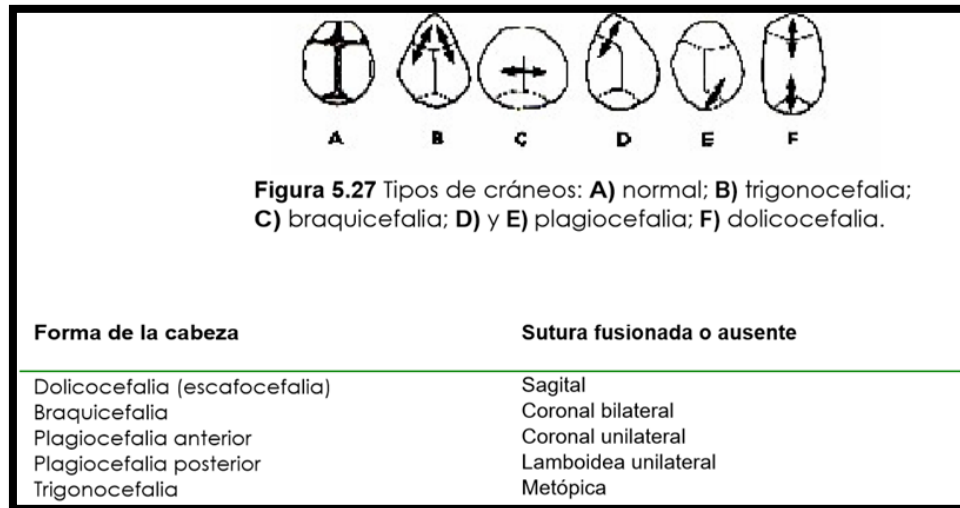 A B C D E F
Figura 5.27 Tipos de cráneos: A) normal; B) trigonocefalia;
C) braquicefalia; D) y E) plagiocefalia; F) dolicocefalia.
Forma de la cabeza Sutura fusionada o ausente
Dolicocefalia (escafocefalia) Sagital
Braquicefalia Coronal bilateral
Plagiocefalia anterior Coronal unilateral
Plagiocefalia posterior Lamboidea unilateral
Trigonocefalia Metópica